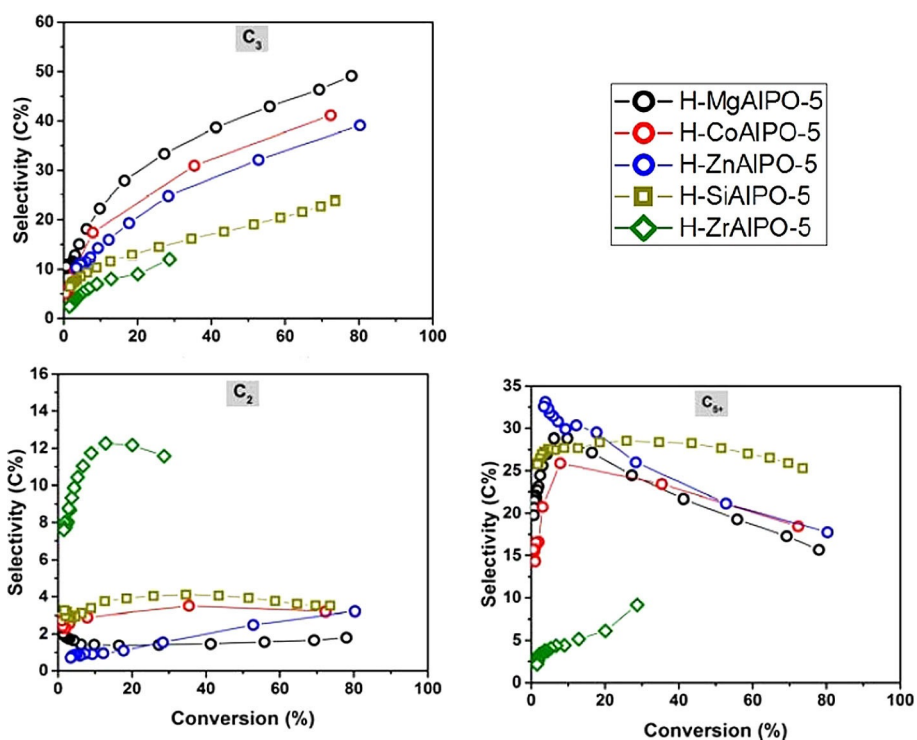 C₃
Selectivity (C%)
60
50
40
30
20
10
0
0 20 40 60 80 100
H-MgAlPO-5
H-CoAlPO-5
H-ZnAlPO-5
H-SiAlPO-5
H-ZrAlPO-5
C₂
Selectivity (C%)
16
14
12
10
8
6
4
2
0
0 20 40 60 80 100
Conversion (%)
C₅₊
Selectivity (C%)
35
30
25
20
15
10
5
0
0 20 40 60 80 100
Conversion (%)